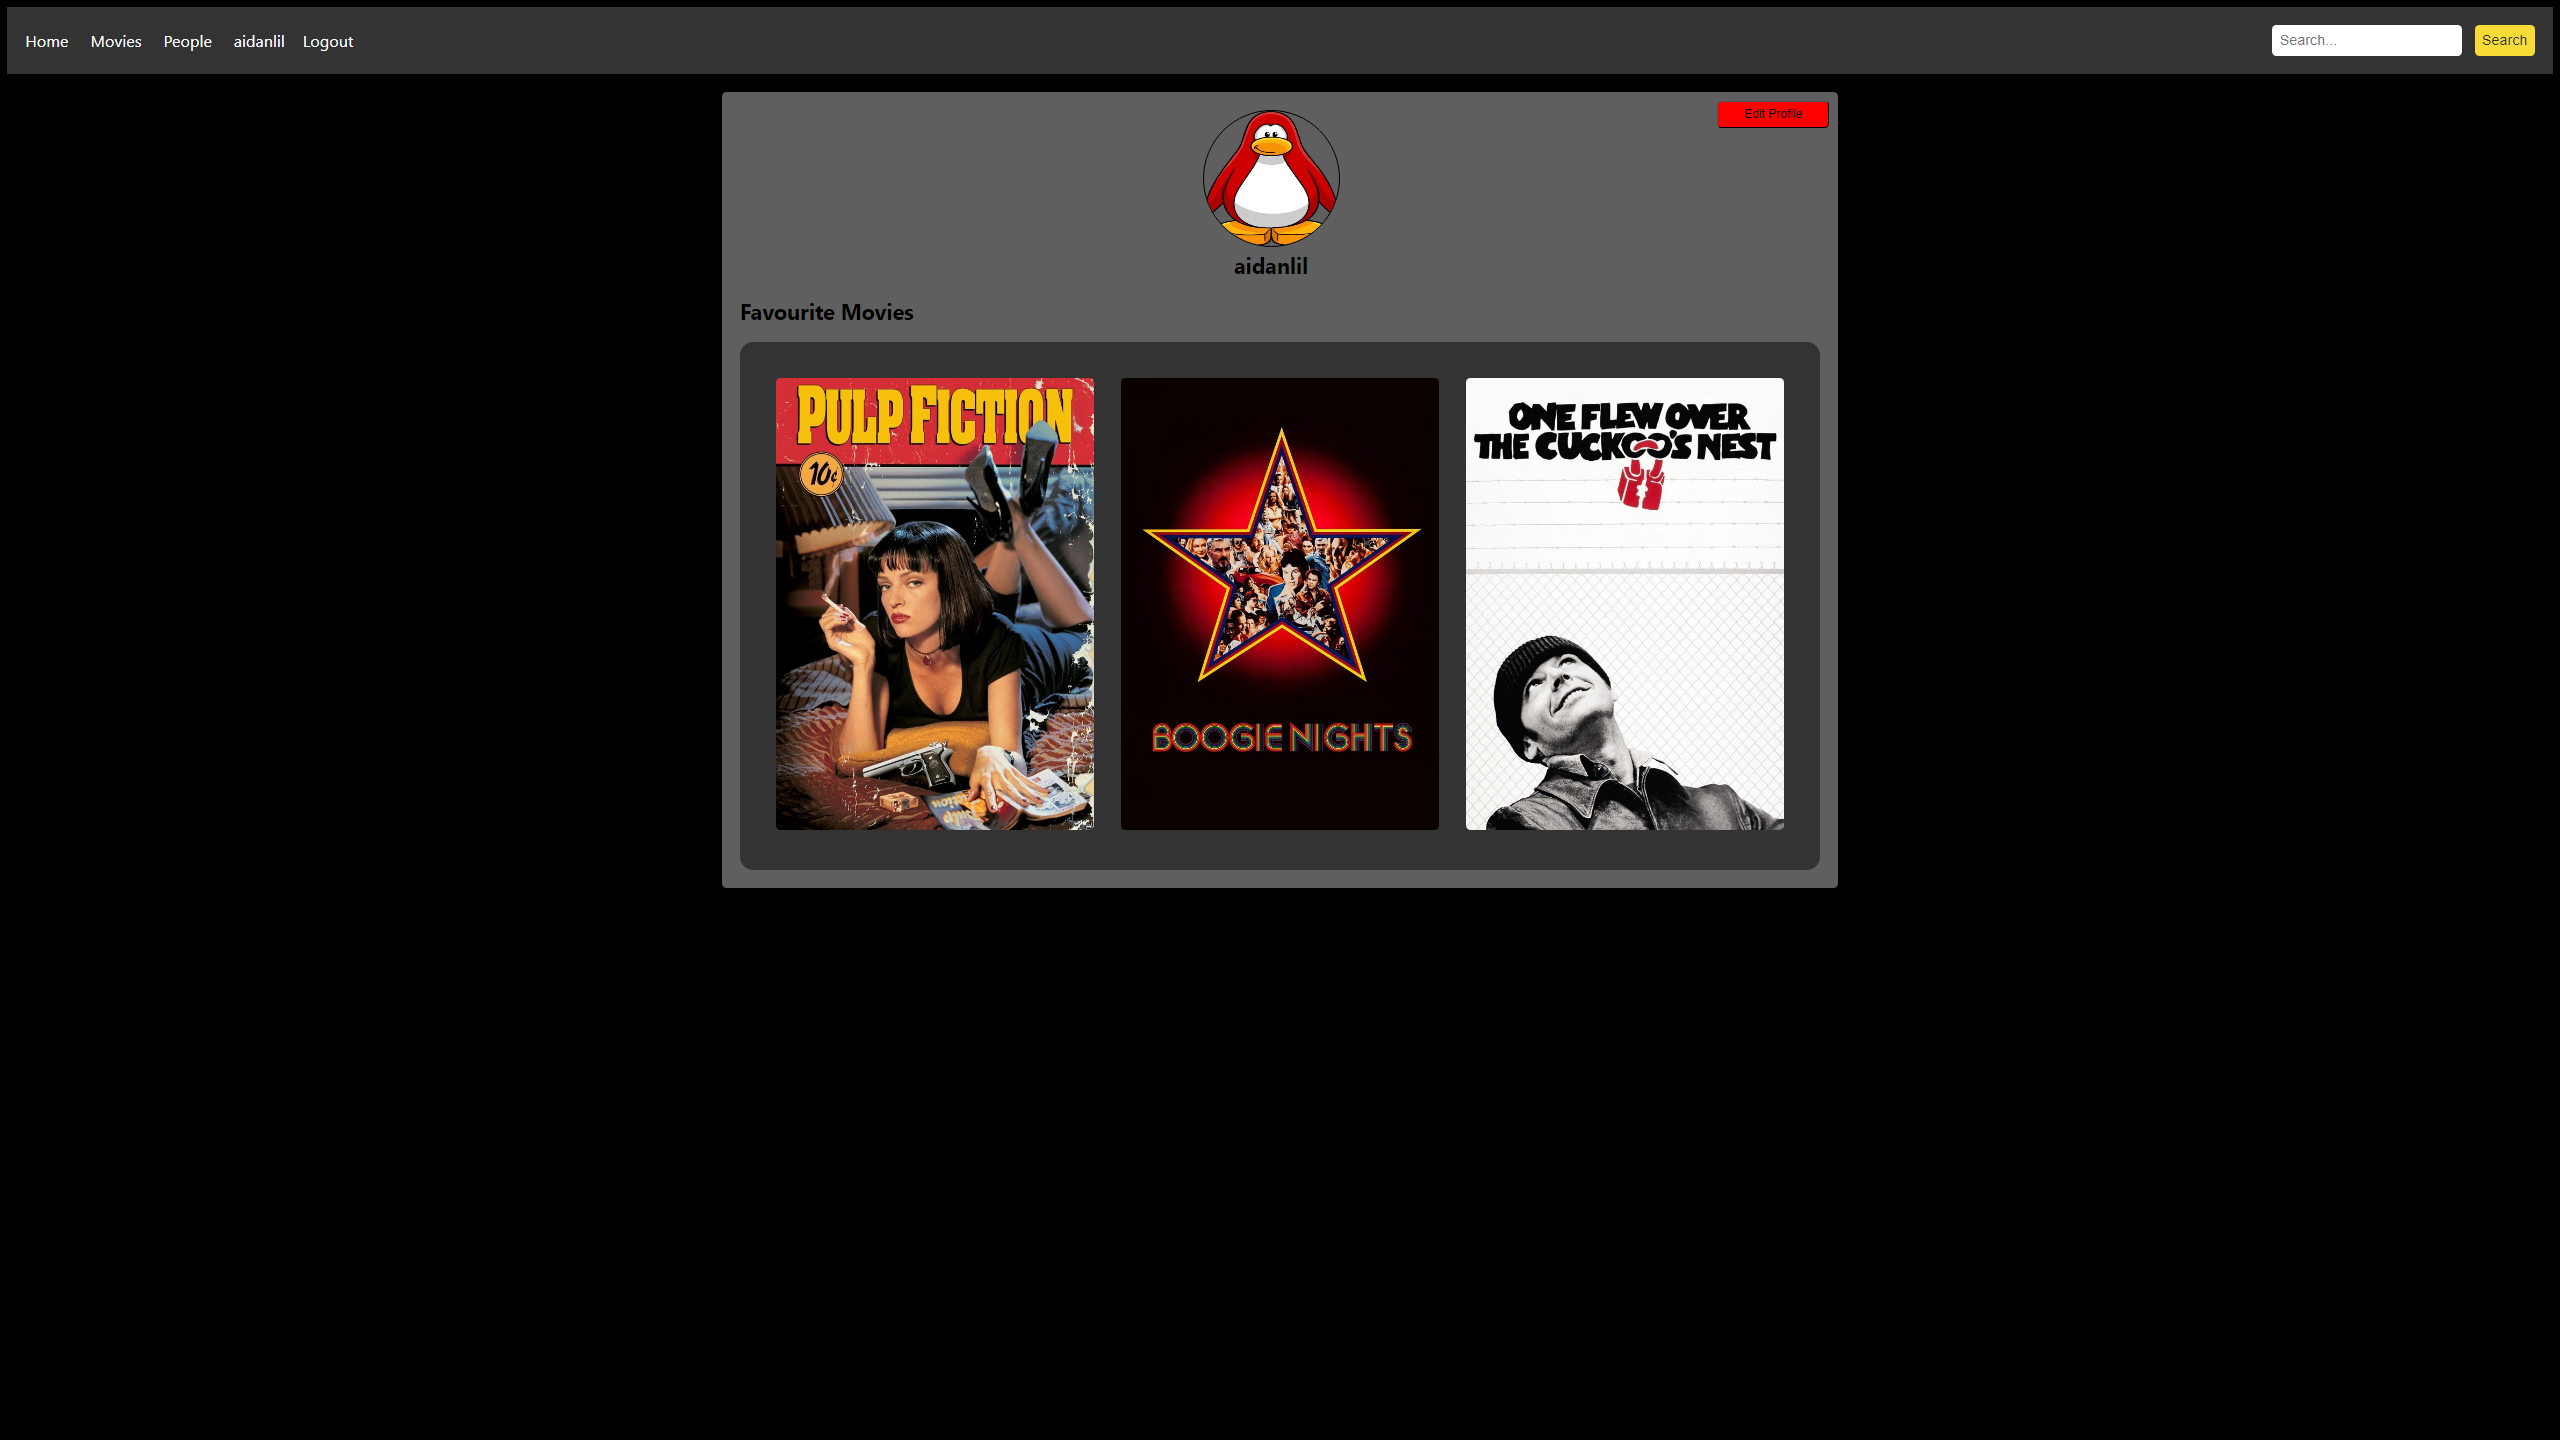 Home Movies People aidanlil Logout Search... Search
Edit Profile
aidanlil
Favourite Movies
PULP FICTION
10¢
BOOGIE NIGHTS
ONE FLEW OVER
THE CUCKOO'S NEST